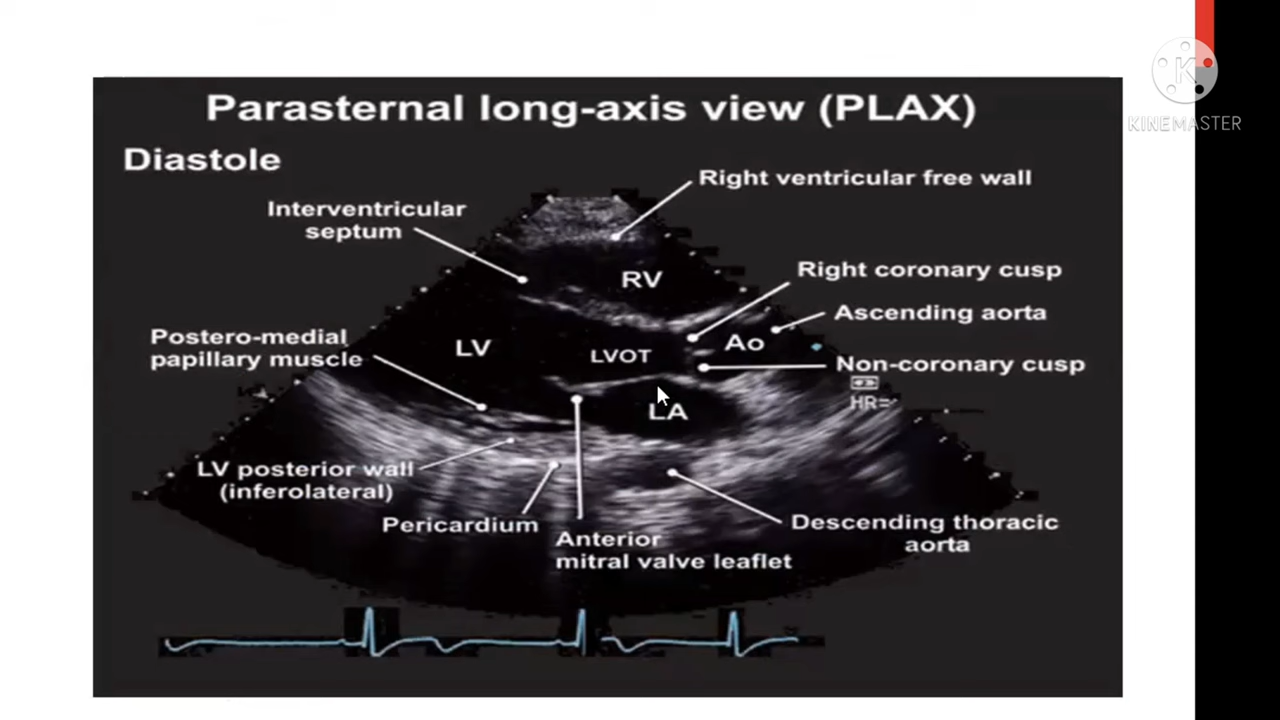 Parasternal long-axis view (PLAX)
KINEMASTER
Diastole
Right ventricular free wall
Interventricular
septum
RV
Right coronary cusp
Ascending aorta
Postero-medial
papillary muscle
LV
LVOT
Ao
Non-coronary cusp
HR=
LA
LV posterior wall
(inferolateral)
Pericardium
Anterior
mitral valve leaflet
Descending thoracic
aorta